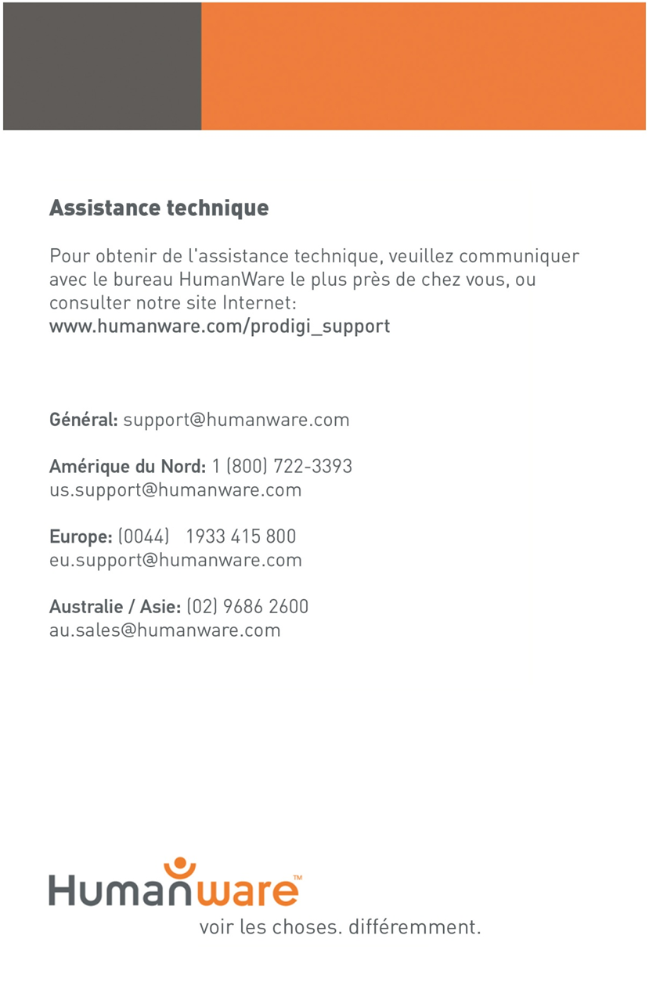 Assistance technique
Pour obtenir de l'assistance technique, veuillez communiquer
avec le bureau HumanWare le plus près de chez vous, ou
consulter notre site Internet:
www.humanware.com/prodigi_support
Général: support@humanware.com
Amérique du Nord: 1 (800) 722-3393
us.support@humanware.com
Europe: (0044) 1933 415 800
eu.support@humanware.com
Australie / Asie: (02) 9686 2600
au.sales@humanware.com
Humanware™
voir les choses. différemment.